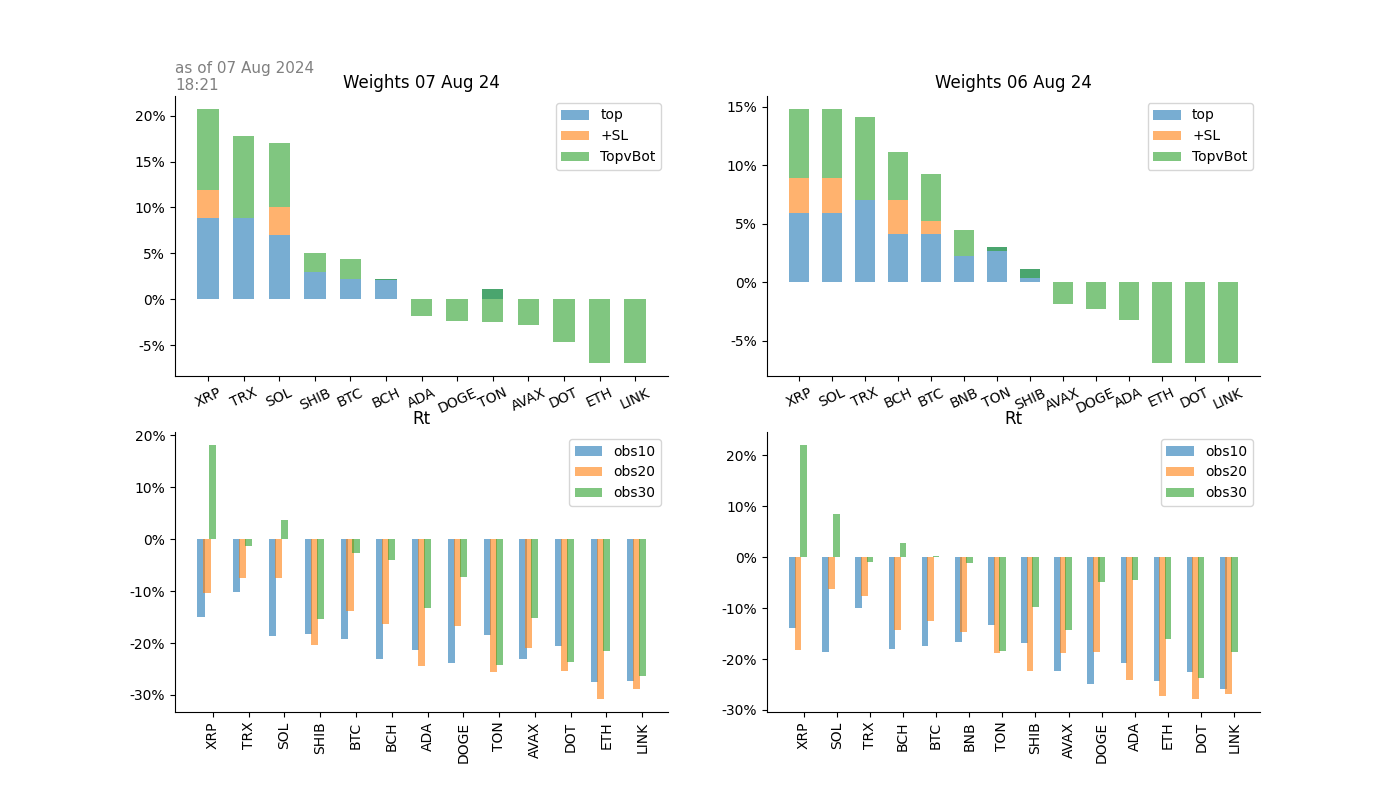 as of 07 Aug 2024
18:21
Weights 07 Aug 24
20%
15%
10%
5%
0%
-5%
top
+SL
TopvBot
XRP TRX SOL SHIB BTC BCH ADA DOGE TON AVAX DOT ETH LINK
Weights 06 Aug 24
15%
10%
5%
0%
-5%
top
+SL
TopvBot
XRP SOL TRX BCH BTC BNB TON SHIB AVAX DOGE ADA ETH DOT LINK
Rt
20%
10%
0%
-10%
-20%
-30%
obs10
obs20
obs30
XRP TRX SOL SHIB BTC BCH ADA DOGE TON AVAX DOT ETH LINK
Rt
20%
10%
0%
-10%
-20%
-30%
obs10
obs20
obs30
XRP SOL TRX BCH BTC BNB TON SHIB AVAX DOGE ADA ETH DOT LINK